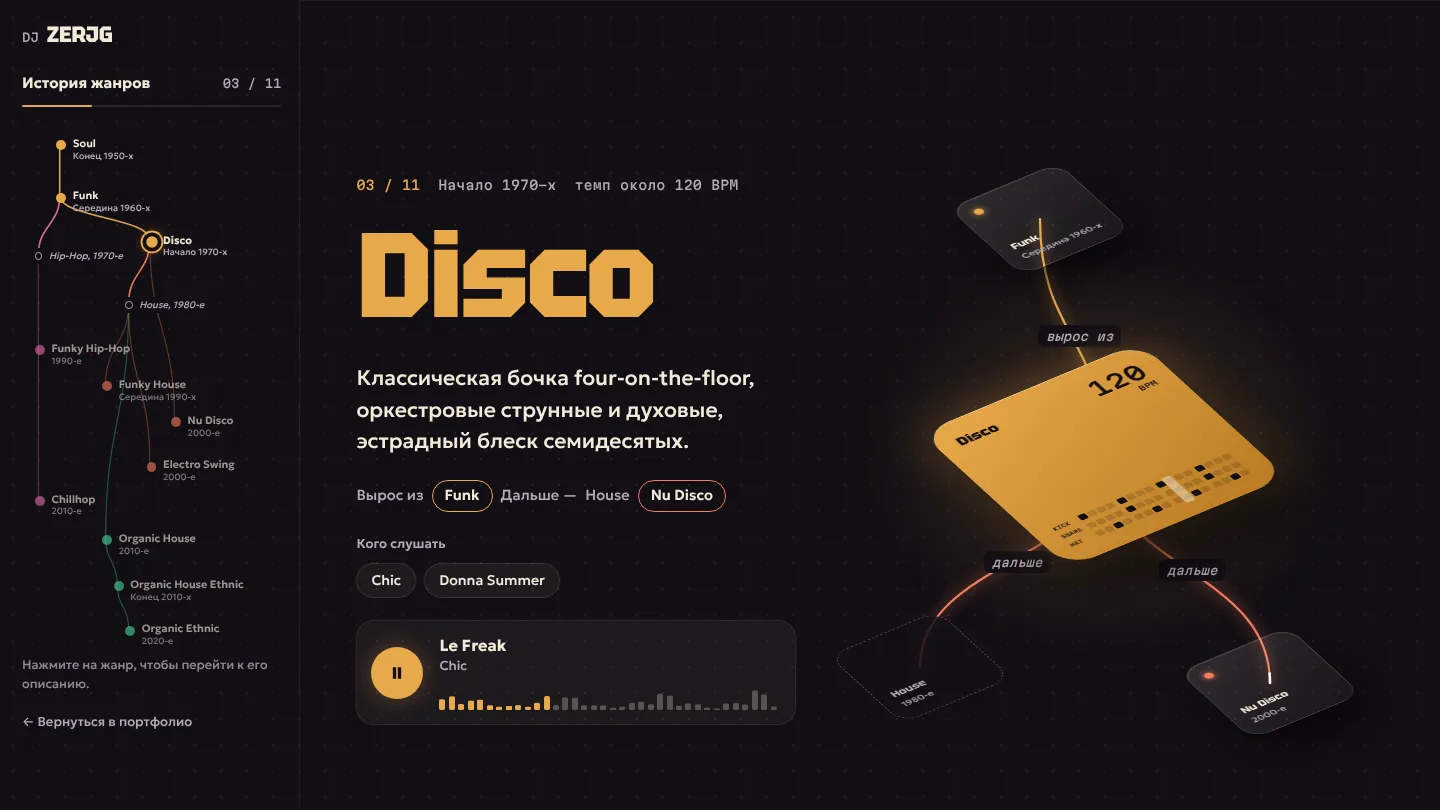 DJ ZERJG
История жанров 03 / 11
Soul
Конец 1950-х
Funk
Середина 1960-х
Disco
Начало 1970-х
Hip-Hop, 1970-е
House, 1980-е
Funky Hip-Hop
1990-е
Funky House
Середина 1990-х
Nu Disco
2000-е
Electro Swing
2000-е
Chillhop
2010-е
Organic House
2010-е
Organic House Ethnic
Конец 2010-х
Organic Ethnic
2020-е
Нажмите на жанр, чтобы перейти к его
описанию.
← Вернуться в портфолио
03 / 11 Начало 1970-х темп около 120 BPM
Disco
Классическая бочка four-on-the-floor,
оркестровые струнные и духовые,
эстрадный блеск семидесятых.
Вырос из Funk Дальше — House Nu Disco
Кого слушать
Chic Donna Summer
Le Freak
Chic
Funk
Середина 1960-х
вырос из
120 BPM
Disco
KICK
SNARE
HAT
дальше
дальше
House
1980-е
Nu Disco
2000-е